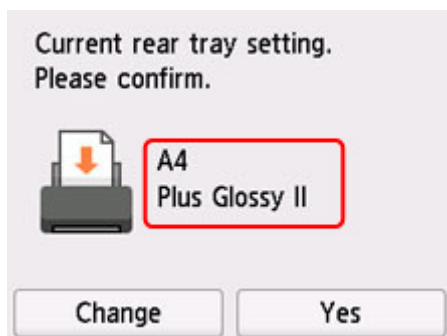 Current rear tray setting.
Please confirm.
A4
Plus Glossy II
Change
Yes